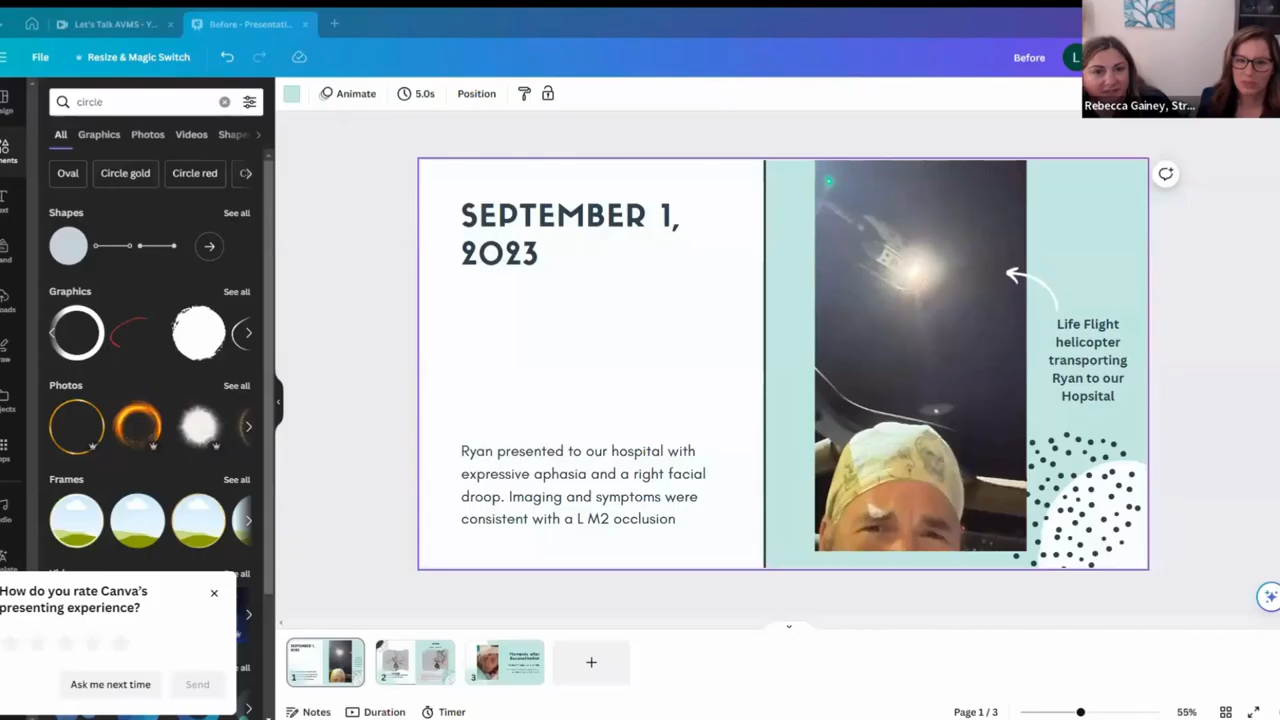 Let's Talk AVMS - Y...
Before - Presentati...
File
Resize & Magic Switch
Before
L
Rebecca Gainey, Str...
circle
Animate
5.0s
Position
All
Graphics
Photos
Videos
Oval
Circle gold
Circle red
Shapes
See all
Graphics
See all
Photos
See all
Frames
See all
SEPTEMBER 1,
2023
Ryan presented to our hospital with
expressive aphasia and a right facial
droop. Imaging and symptoms were
consistent with a L M2 occlusion
Life Flight
helicopter
transporting
Ryan to our
Hopsital
How do you rate Canva's
presenting experience?
Ask me next time
Send
1
2
3
Notes
Duration
Timer
Page 1 / 3
55%